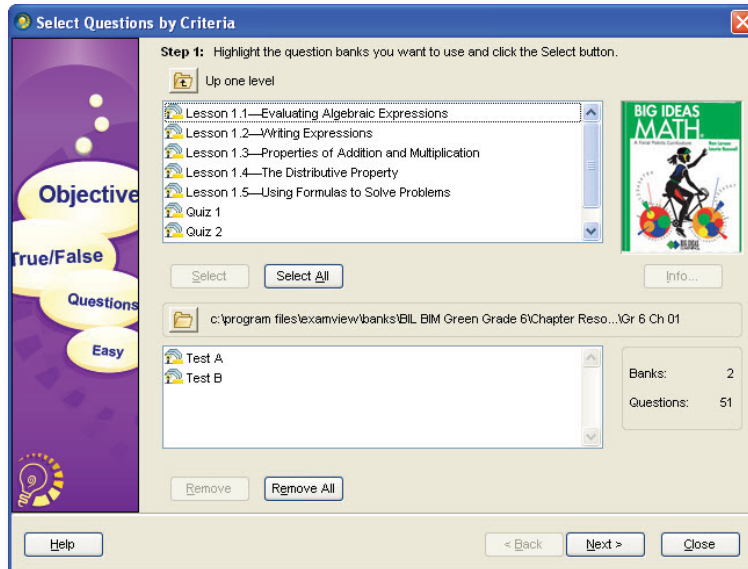 Select Questions by Criteria
Step 1: Highlight the question banks you want to use and click the Select button.
Up one level
Lesson 1.1—Evaluating Algebraic Expressions
Lesson 1.2—Writing Expressions
Lesson 1.3—Properties of Addition and Multiplication
Lesson 1.4—The Distributive Property
Lesson 1.5—Using Formulas to Solve Problems
Quiz 1
Quiz 2
BIG IDEAS
MATH
Ron Larson
Laurie Boswell
Objective
True/False
Questions
Easy
Select
Select All
Info...
c:\program files\examview\banks\BIL BIM Green Grade 6\Chapter Reso...\Gr 6 Ch 01
Test A
Test B
Banks: 2
Questions: 51
Remove
Remove All
Help
< Back
Next >
Close